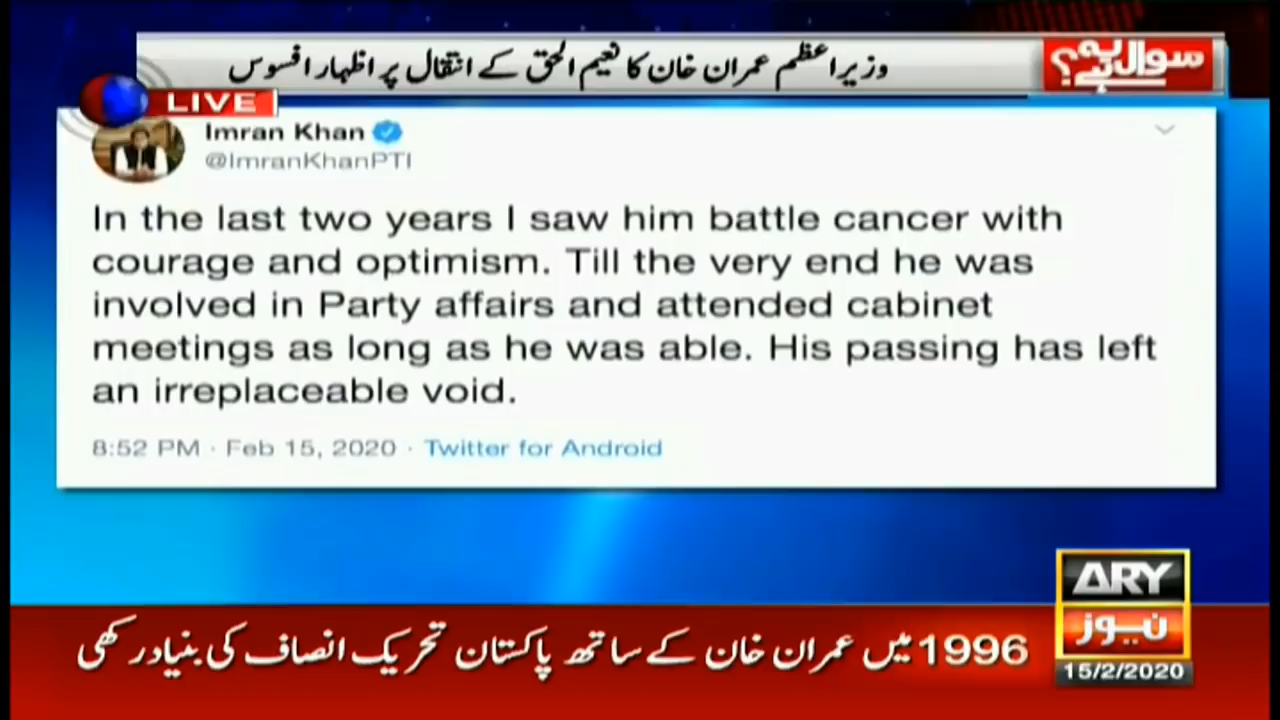 وزیراعظم عمران خان کا نعیم الحق کے انتقال پر اظہار افسوس
سوال یہ ہے؟
LIVE
Imran Khan
@ImranKhanPTI
In the last two years I saw him battle cancer with
courage and optimism. Till the very end he was
involved in Party affairs and attended cabinet
meetings as long as he was able. His passing has left
an irreplaceable void.
8:52 PM · Feb 15, 2020 · Twitter for Android
ARY
نیوز
15/2/2020
1996 میں عمران خان کے ساتھ پاکستان تحریک انصاف کی بنیاد رکھی